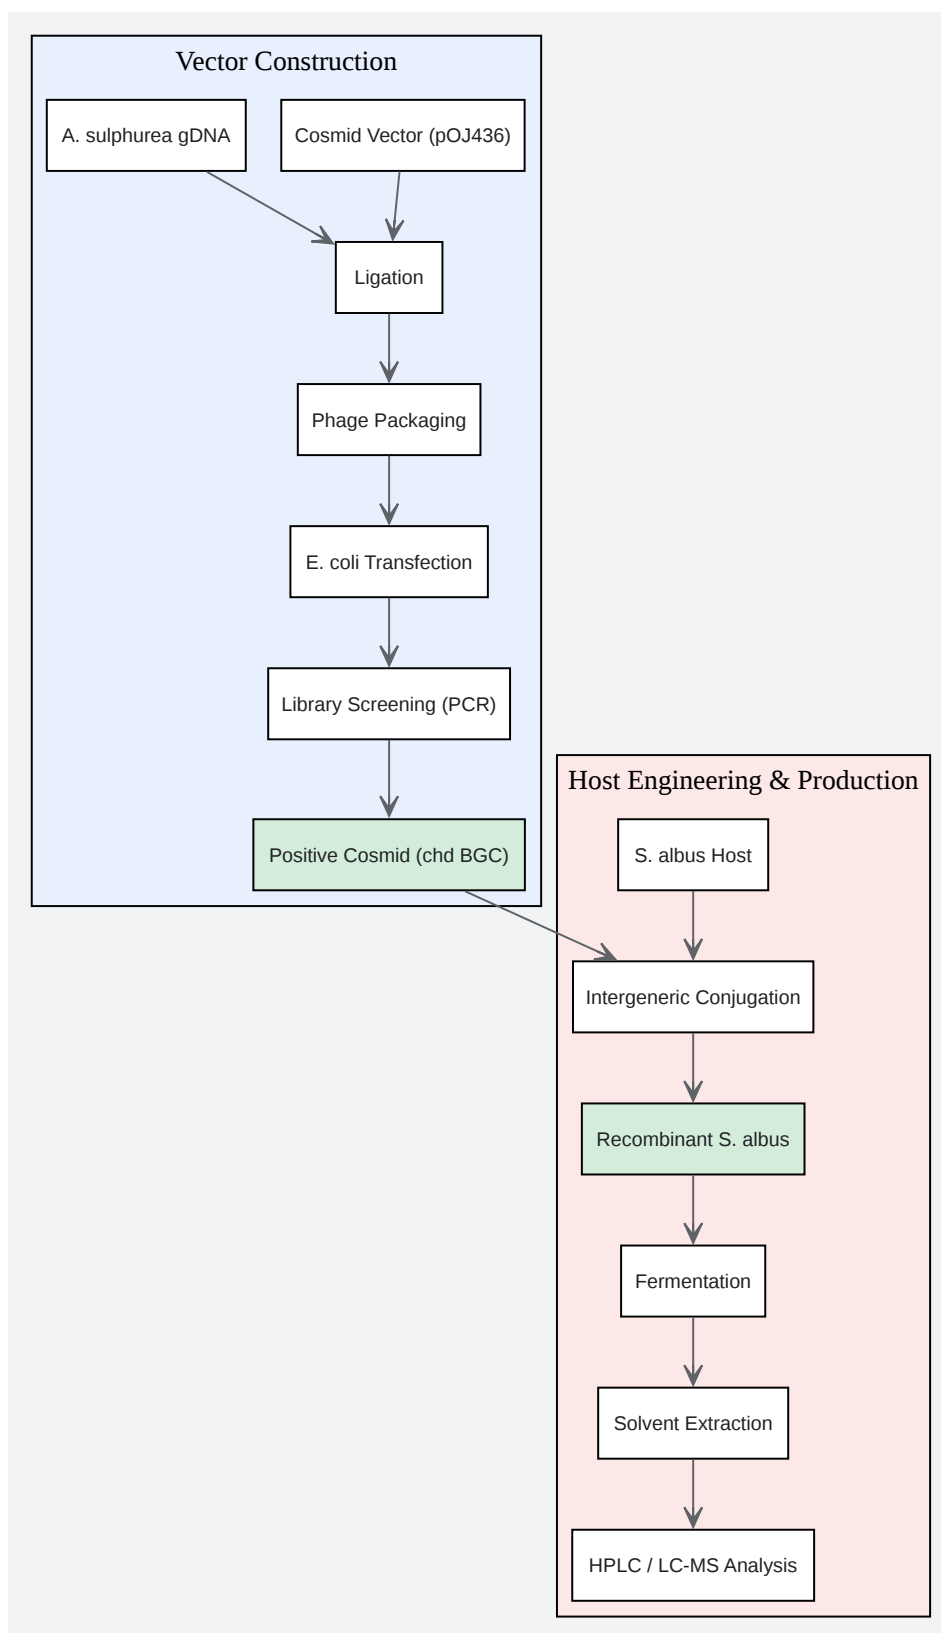 Vector Construction
A. sulphurea gDNA
Cosmid Vector (pOJ436)
Ligation
Phage Packaging
E. coli Transfection
Library Screening (PCR)
Positive Cosmid (chd BGC)
Host Engineering & Production
S. albus Host
Intergeneric Conjugation
Recombinant S. albus
Fermentation
Solvent Extraction
HPLC / LC-MS Analysis